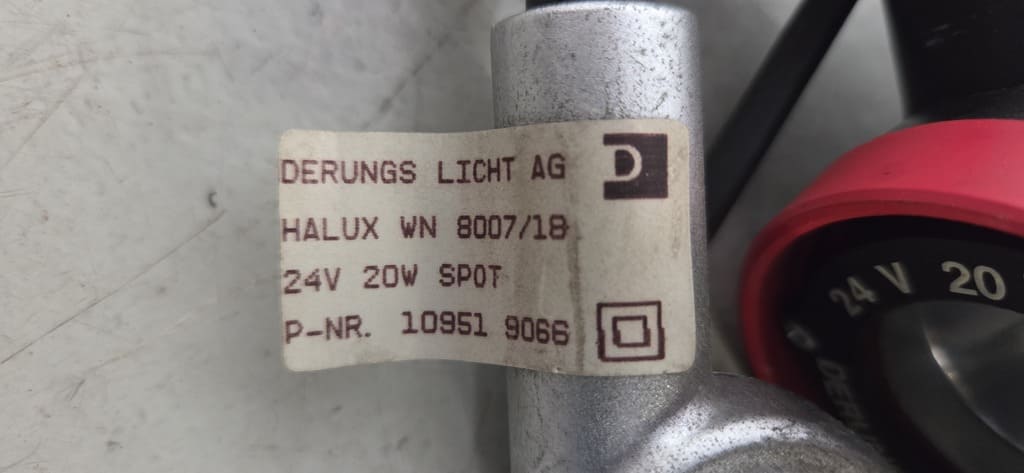 DERUNGS LICHT AG D
HALUX WN 8007/18
24V 20W SPOT
P-NR. 10951 9066
24 V 20